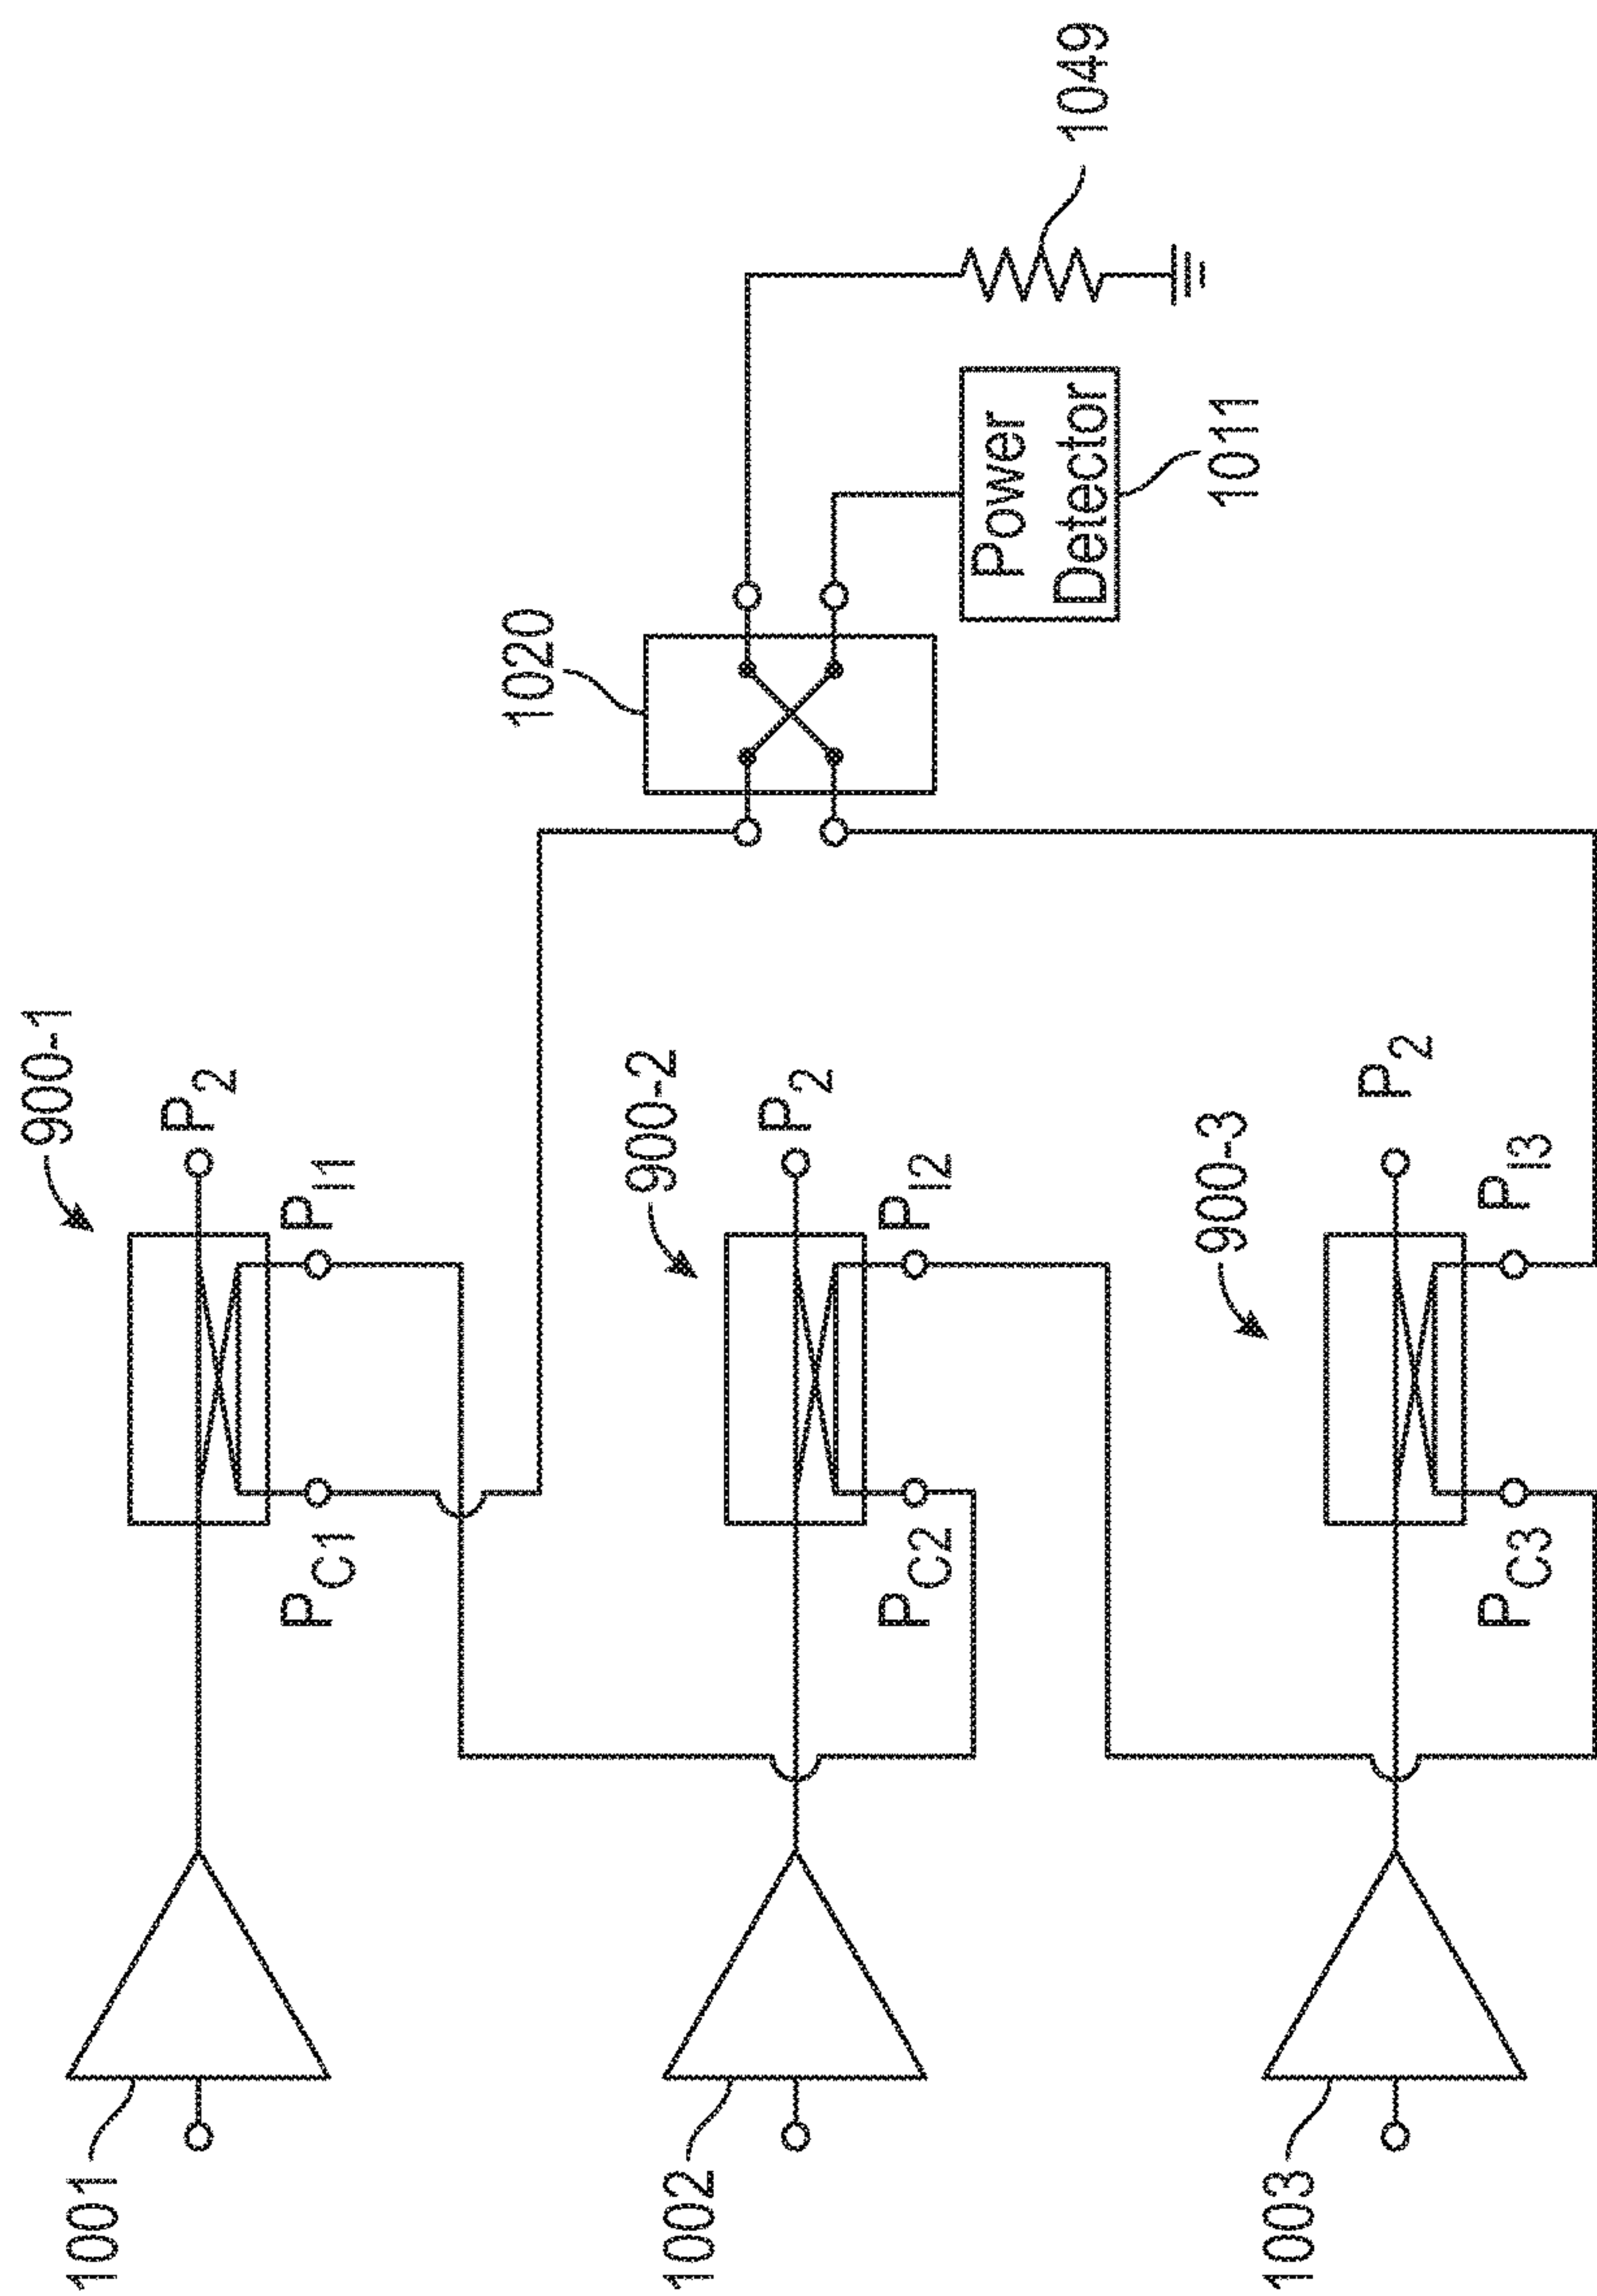 900-1
P2
PC1
PI1
1001
1020
1049
Power
Detector
1011
900-2
P2
PC2
PI2
1002
900-3
P2
PC3
PI3
1003